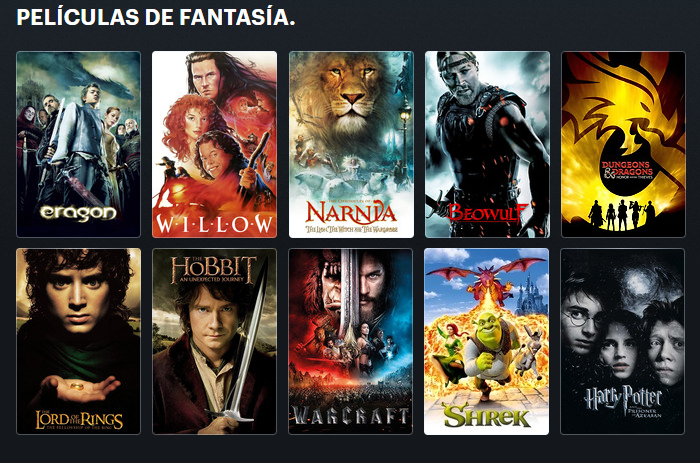 PELÍCULAS DE FANTASÍA.
eragon
WILLOW
THE CHRONICLES OF
NARNIA
THE LION, THE WITCH AND THE WARDROBE
BEOWULF
DUNGEONS
& DRAGONS
HONOR AMONG THIEVES
THE
LORD OF THE RINGS
THE FELLOWSHIP OF THE RING
THE
HOBBIT
AN UNEXPECTED JOURNEY
WARCRAFT
SHREK
Harry Potter
AND THE
PRISONER OF
AZKABAN